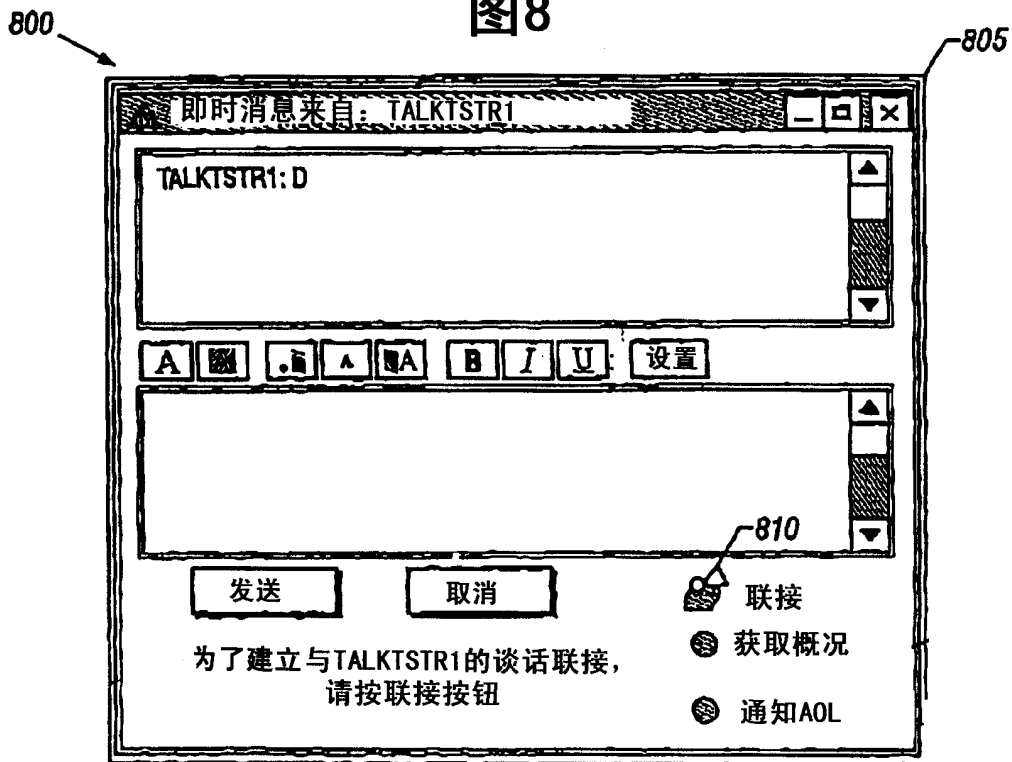 图8
800
805
即时消息来自: TALKTSTR1
TALKTSTR1: D
A A A B I U 设置
810
发送 取消 联接
获取概况
为了建立与TALKTSTR1的谈话联接,
请按联接按钮
通知AOL